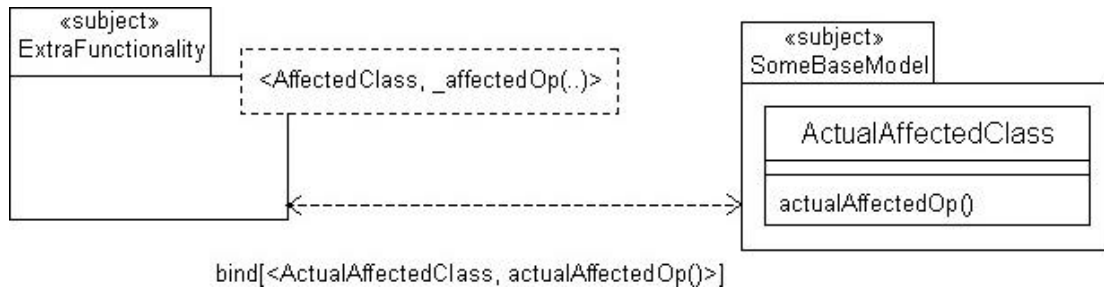 «subject»
ExtraFunctionality
<AffectedClass, _affectedOp(..)>
«subject»
SomeBaseModel
ActualAffectedClass
actualAffectedOp()
bind[<ActualAffectedClass, actualAffectedOp()>]